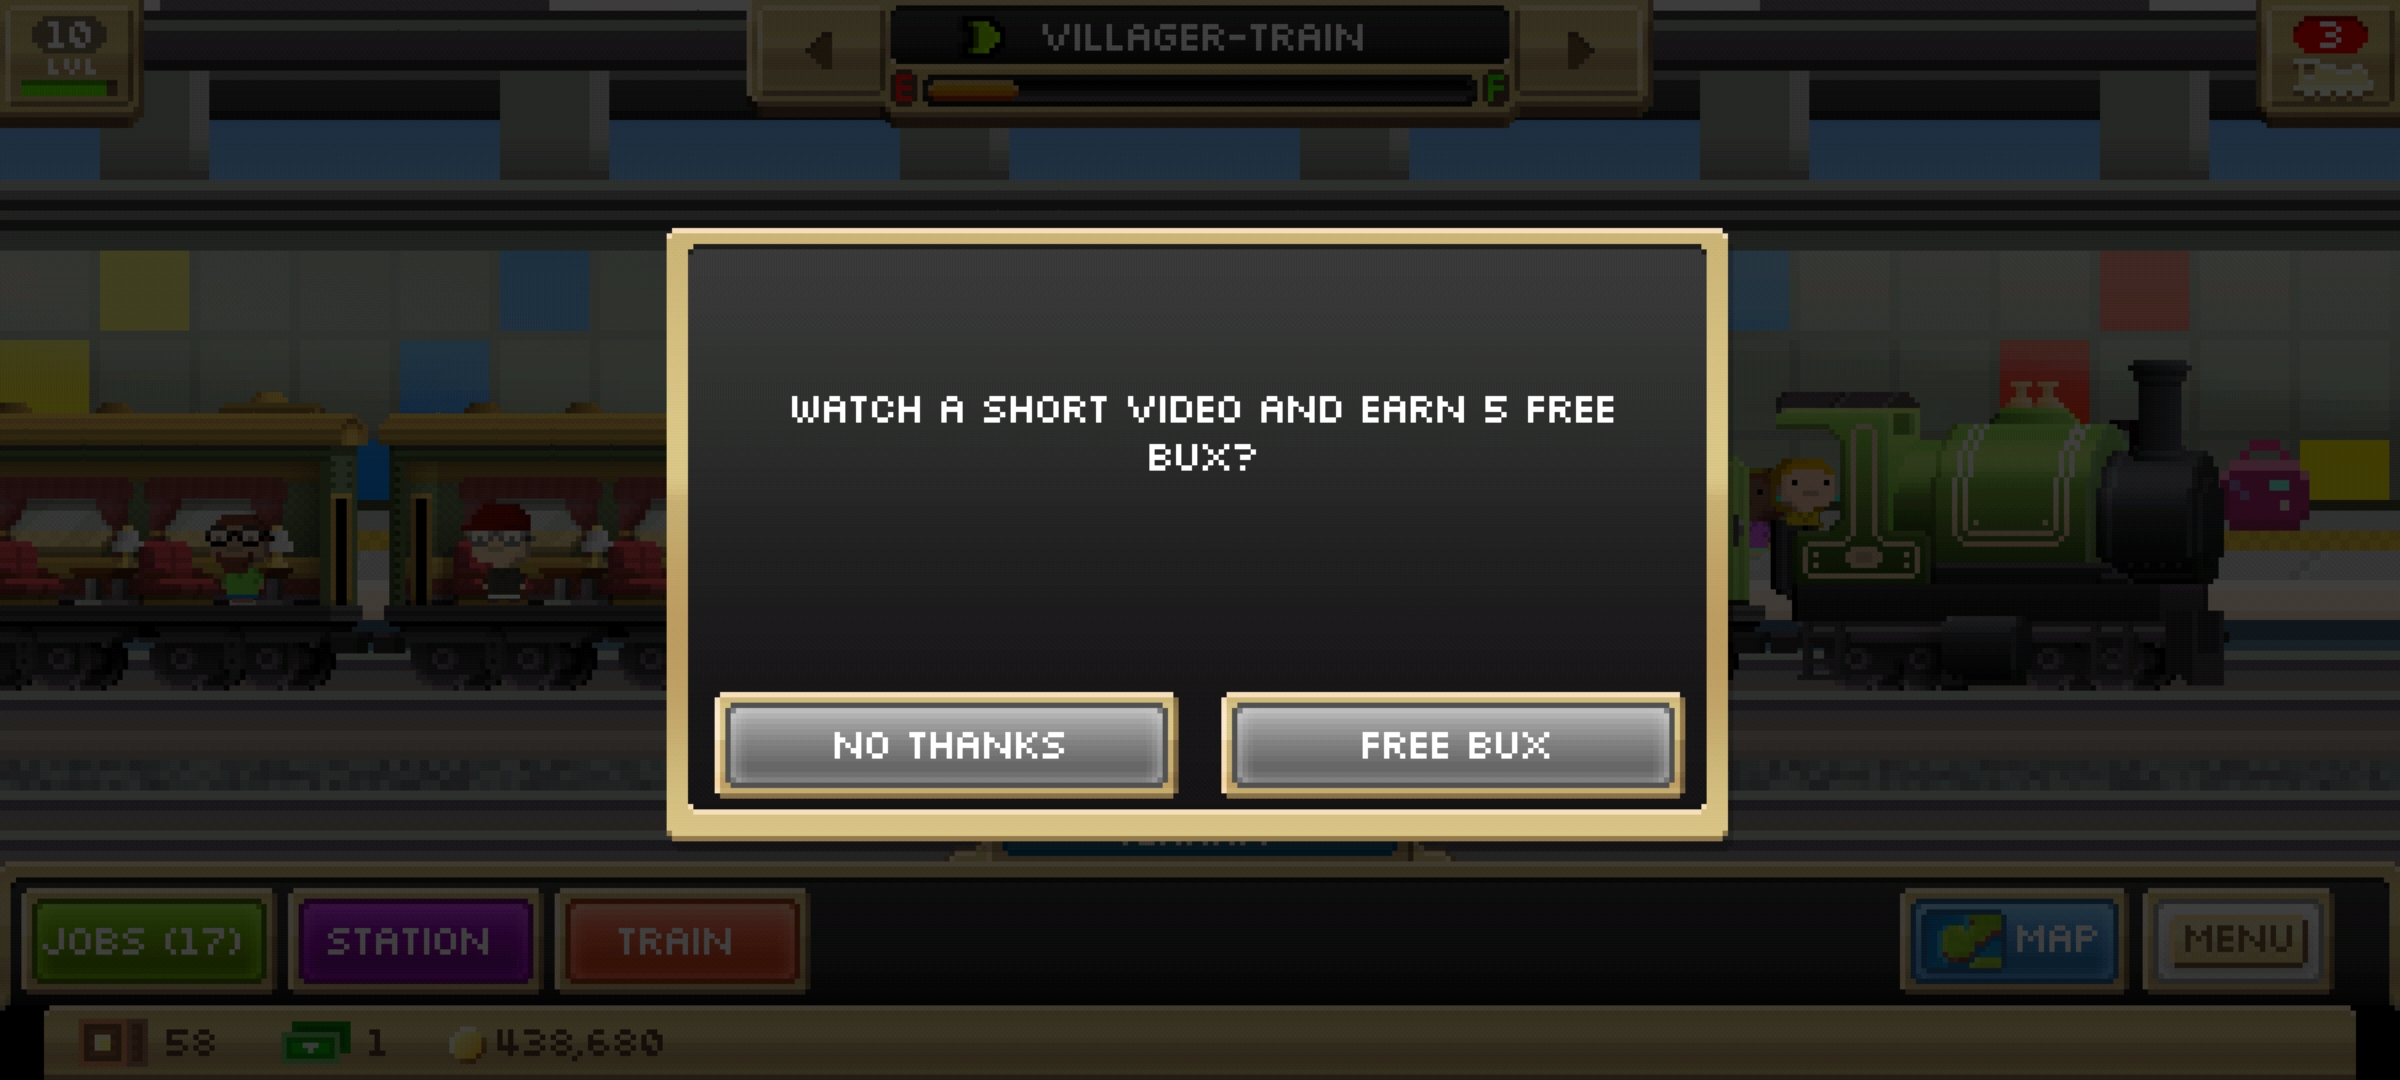 10
LVL
VILLAGER-TRAIN
E
F
3
WATCH A SHORT VIDEO AND EARN 5 FREE
BUX?
NO THANKS
FREE BUX
JOBS (17)
STATION
TRAIN
MAP
MENU
58
1
438,680